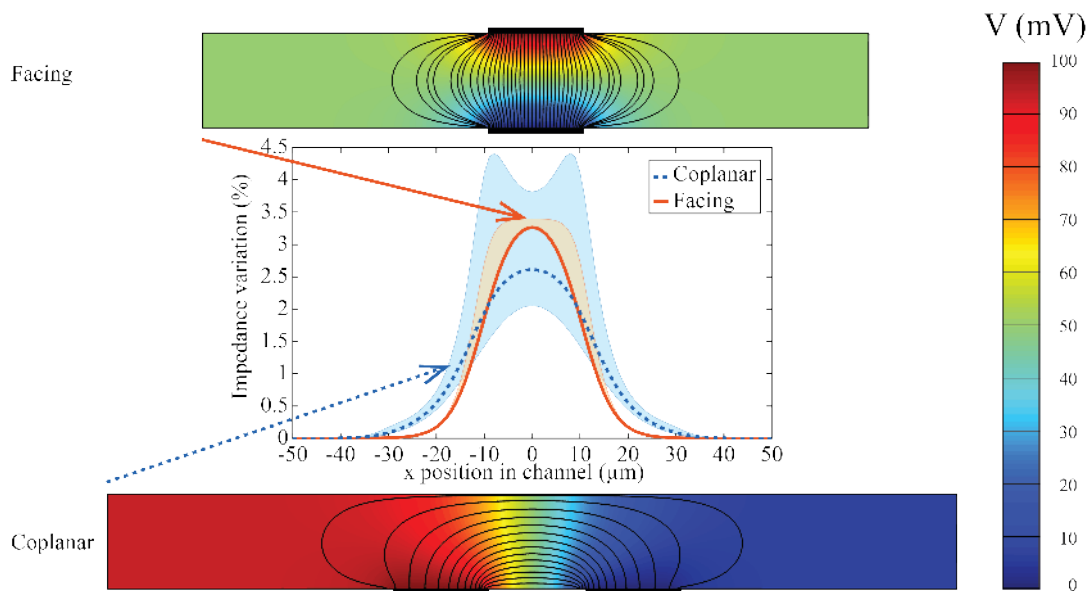 V (mV)
Facing
100
90
80
70
60
50
40
30
20
10
0
4.5
4
3.5
3
2.5
2
1.5
1
0.5
0
Impedance variation (%)
Coplanar
Facing
-50 -40 -30 -20 -10 0 10 20 30 40 50
x position in channel (μm)
Coplanar